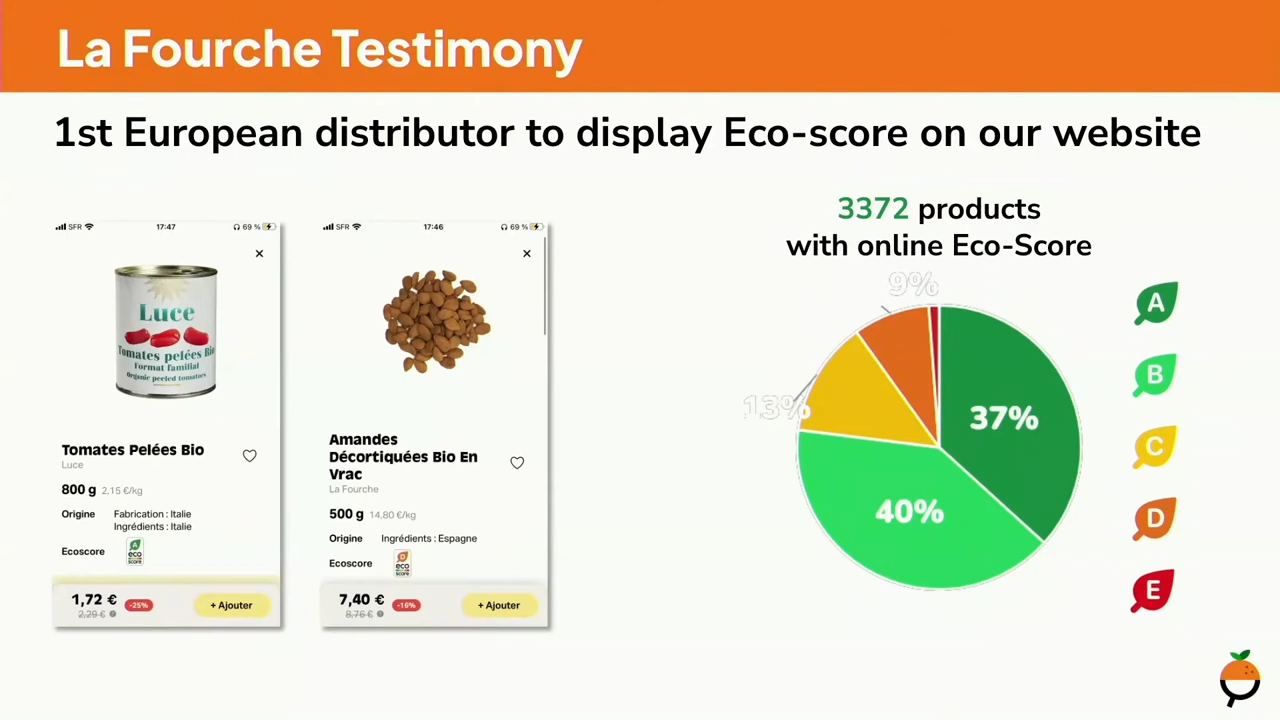 La Fourche Testimony
1st European distributor to display Eco-score on our website
SFR 17:47 69 %
Luce
Tomates pelées Bio
Format familial
Organic peeled tomatoes
Tomates Pelées Bio
Luce
800 g 2,15 €/kg
Origine Fabrication : Italie
Ingrédients : Italie
Ecoscore A eco score
1,72 € -25% + Ajouter
2,29 €
SFR 17:46 69 %
Amandes
Décortiquées Bio En
Vrac
La Fourche
500 g 14,80 €/kg
Origine Ingrédients : Espagne
Ecoscore D eco score
7,40 € -16% + Ajouter
8,76 €
3372 products
with online Eco-Score
9%
13%
37%
40%
A
B
C
D
E